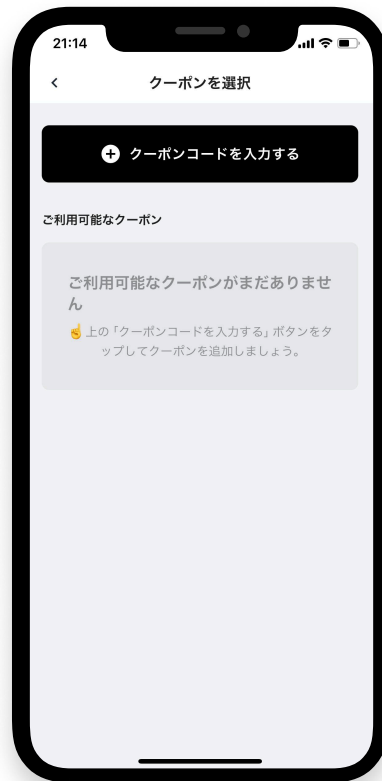 21:14
クーポンを選択
クーポンコードを入力する
ご利用可能なクーポン
ご利用可能なクーポンがまだありませ
ん
☝️上の「クーポンコードを入力する」ボタンをタ
ップしてクーポンを追加しましょう。